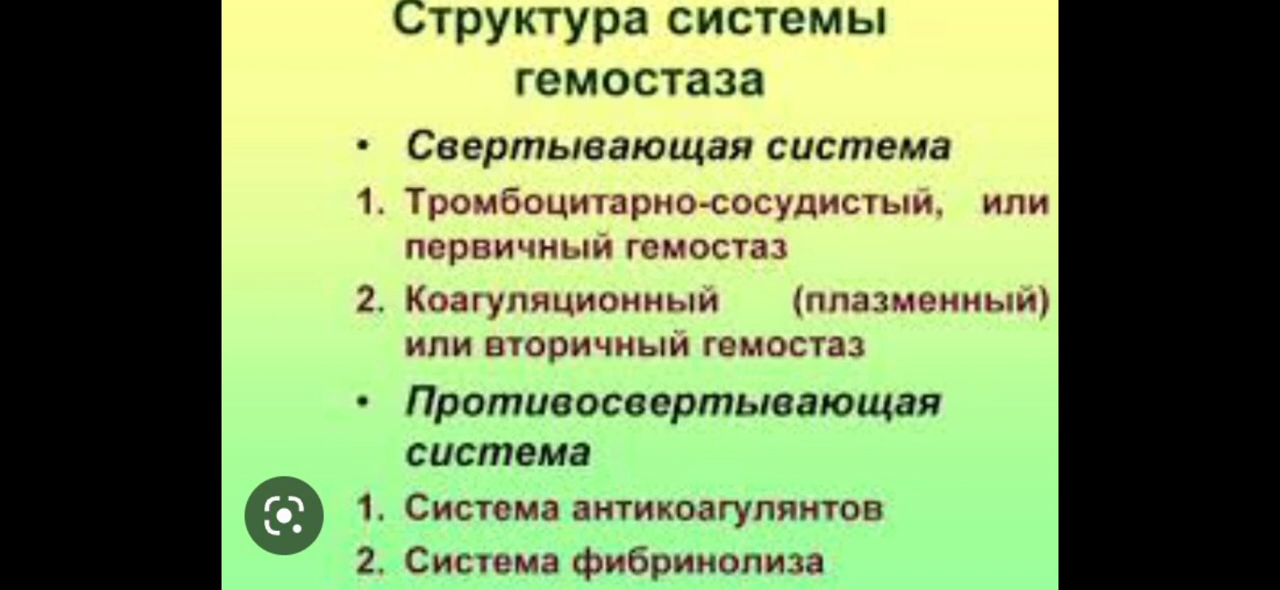 Структура системы
гемостаза
• Свертывающая система
1. Тромбоцитарно-сосудистый, или
первичный гемостаз
2. Коагуляционный (плазменный)
или вторичный гемостаз
• Противосвертывающая
система
1. Система антикоагулянтов
2. Система фибринолиза